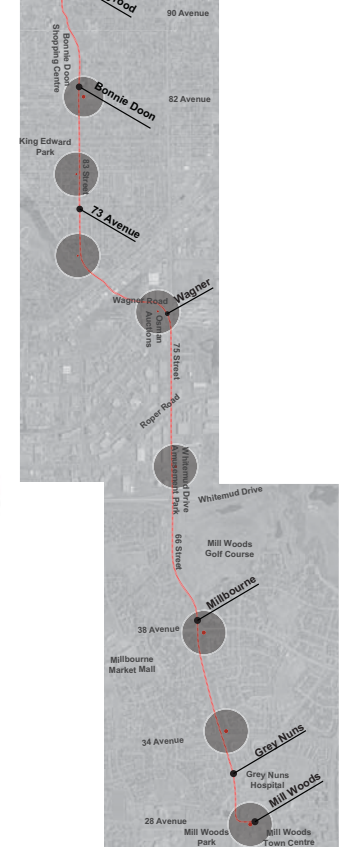 90 Avenue
Bonnie Doon
Shopping Centre
Bonnie Doon
82 Avenue
King Edward
Park
83 Street
73 Avenue
Wagner Road
Wagner
Osman
Auctions
75 Street
Roper Road
Whitemud Drive
Amusement Park
Whitemud Drive
66 Street
Mill Woods
Golf Course
Millbourne
38 Avenue
Millbourne
Market Mall
34 Avenue
Grey Nuns
Grey Nuns
Hospital
Mill Woods
28 Avenue
Mill Woods
Park
Mill Woods
Town Centre